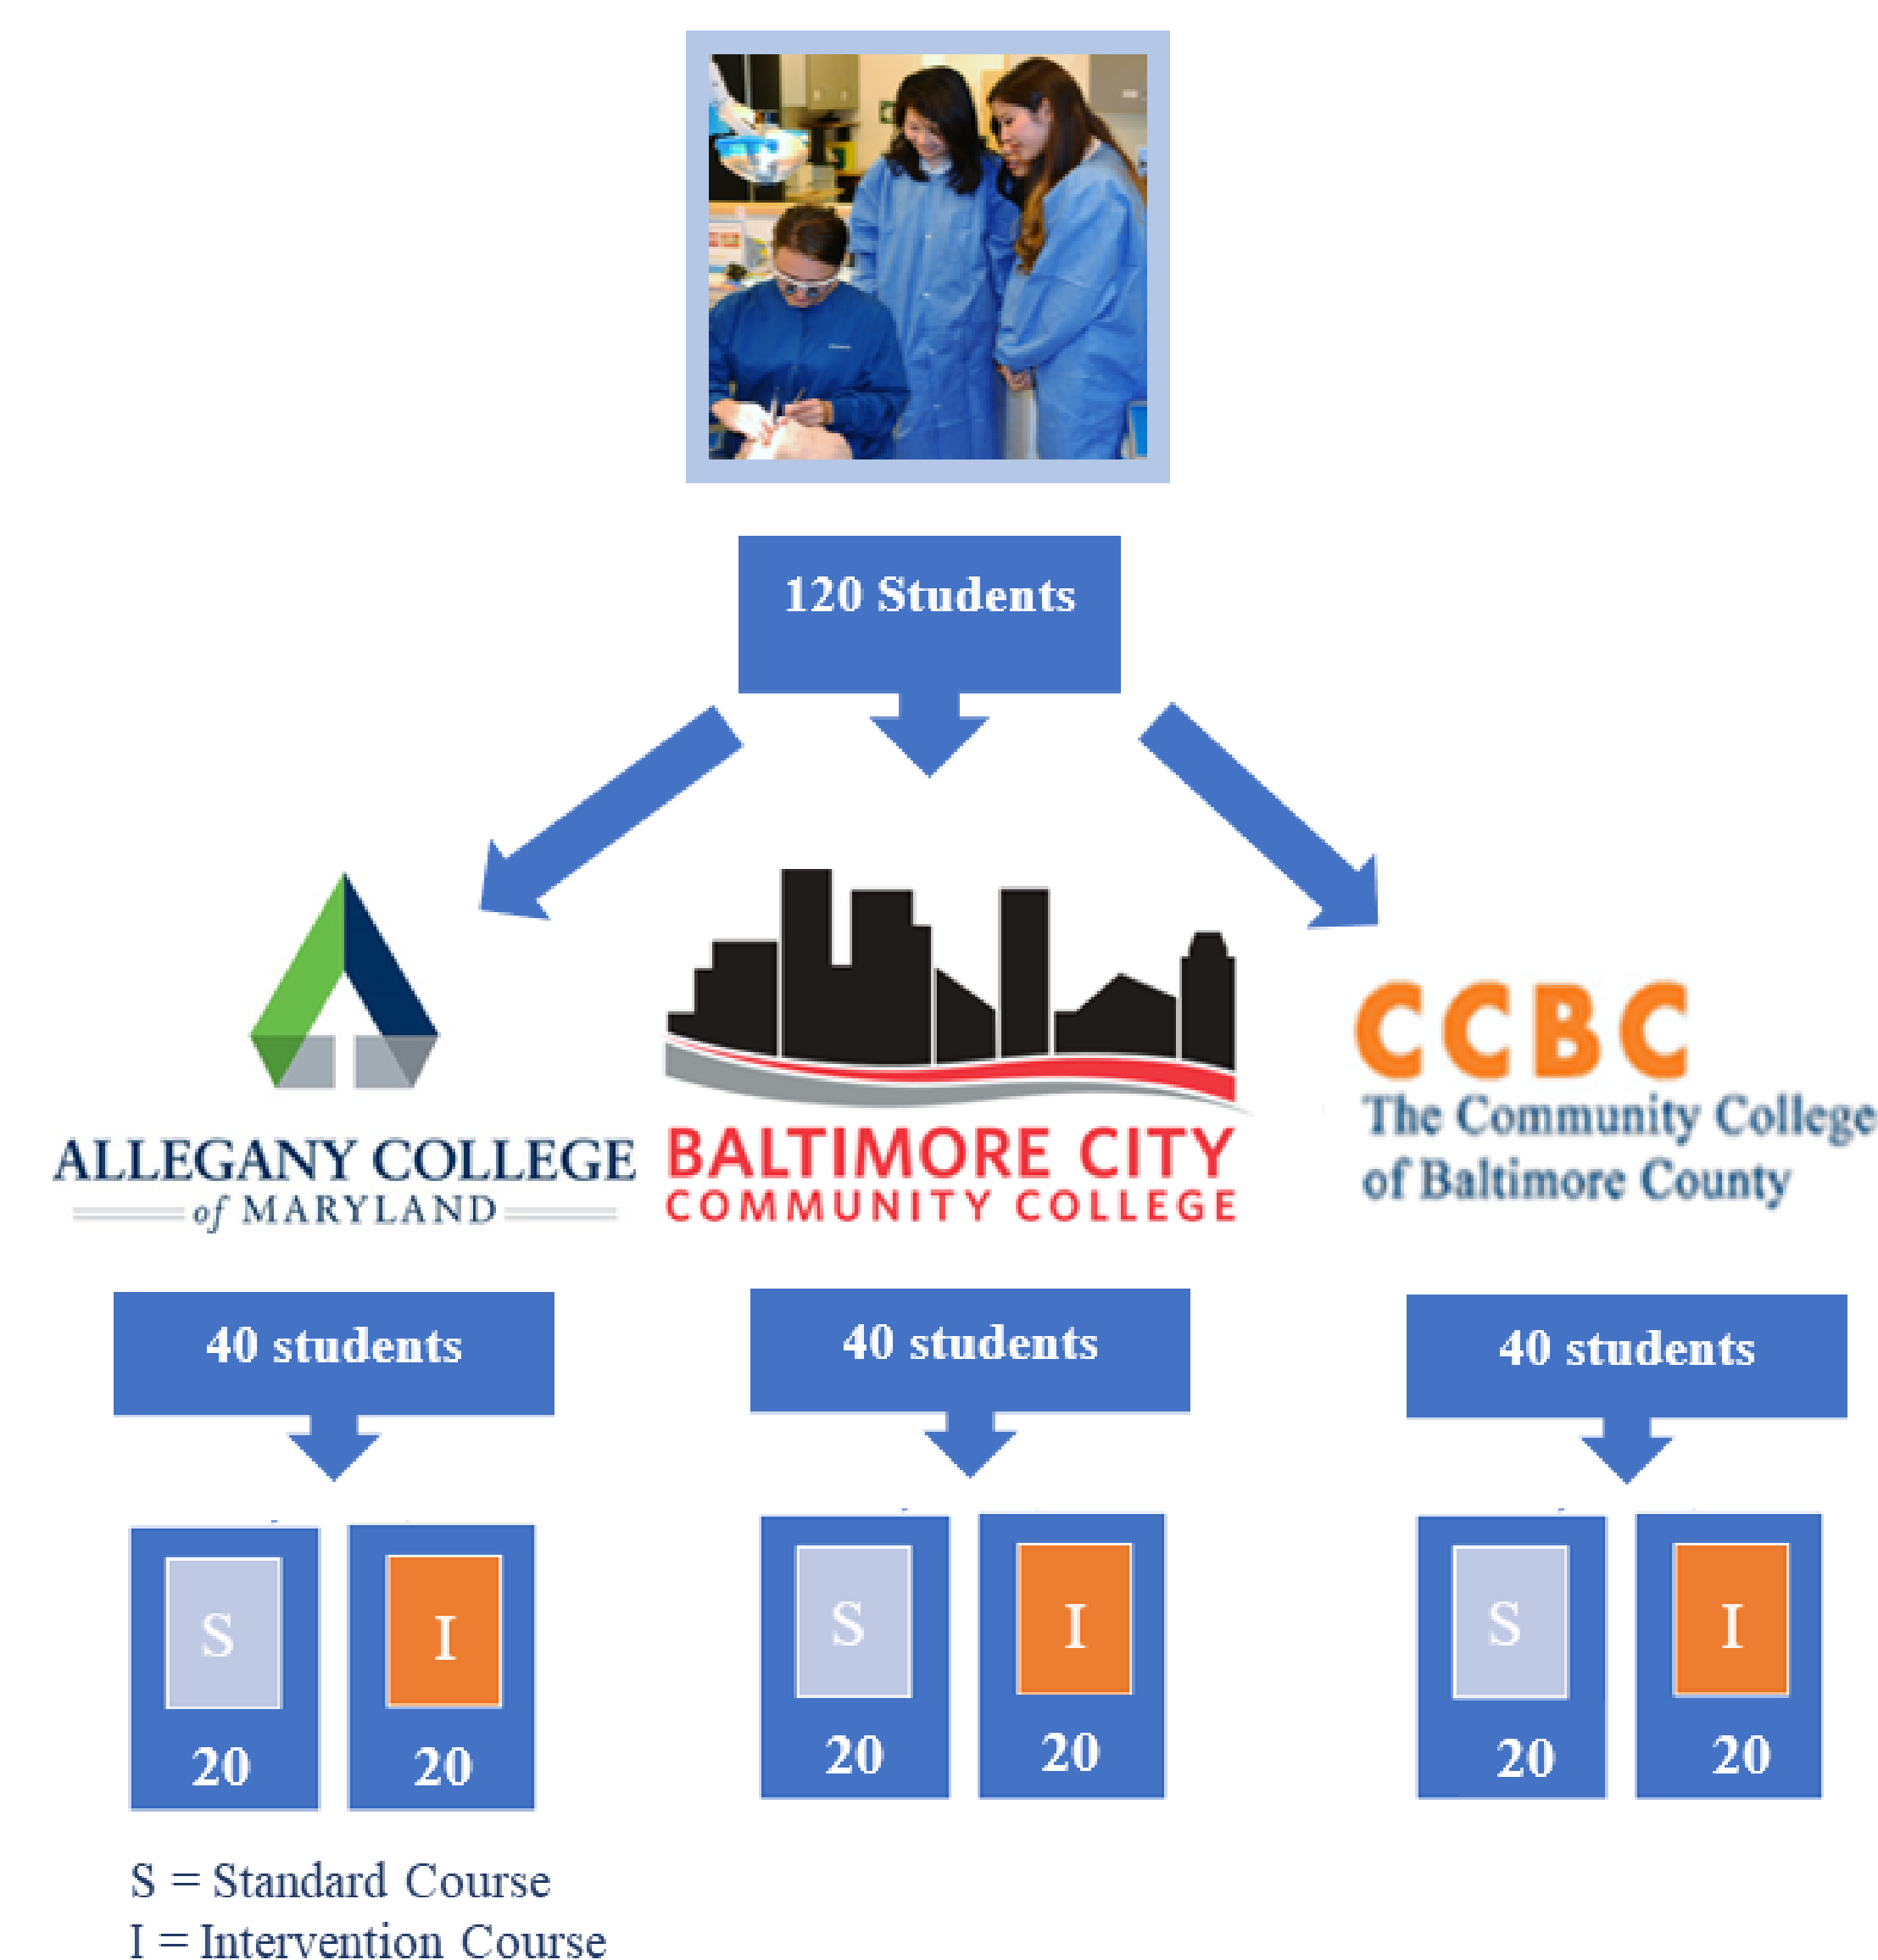 120 Students
ALLEGANY COLLEGE
of MARYLAND
BALTIMORE CITY
COMMUNITY COLLEGE
CCBC
The Community College
of Baltimore County
40 students
40 students
40 students
S
I
S
I
S
I
20
20
20
20
20
20
S = Standard Course
I = Intervention Course